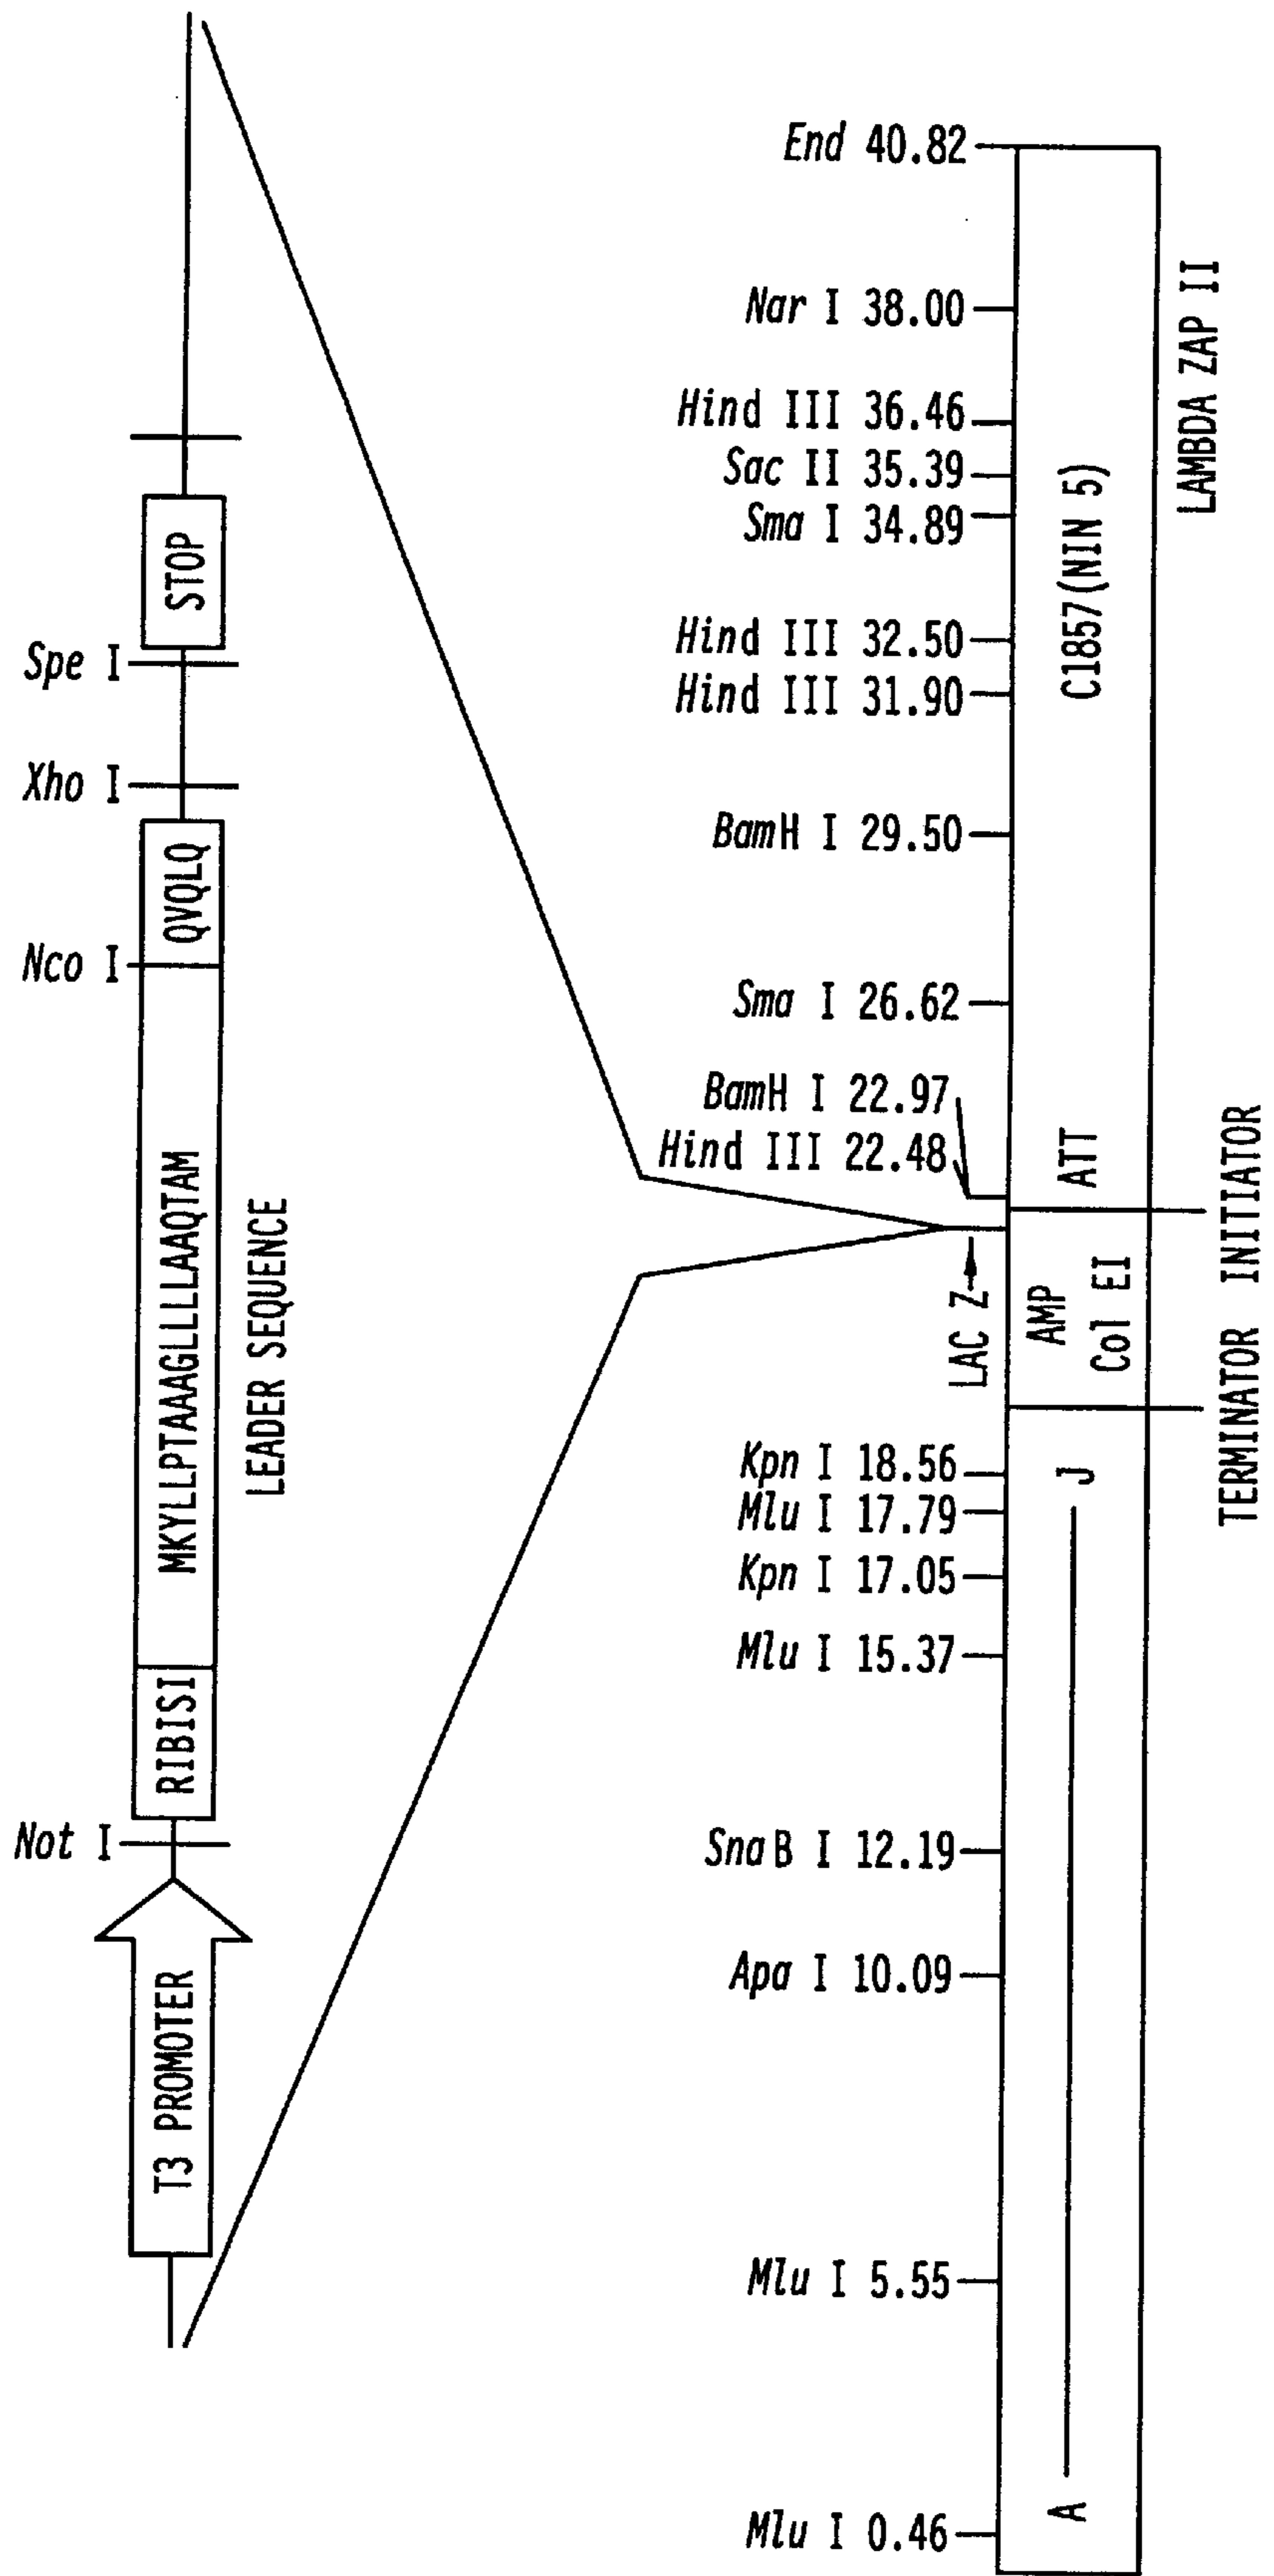 Not I
Nco I
Xho I
Spe I
T3 PROMOTER
RIBISI
MKYLLPTAAAGLLLLAAQTAM
QVQLQ
STOP
LEADER SEQUENCE
Mlu I 0.46
Mlu I 5.55
Apa I 10.09
SnaB I 12.19
Mlu I 15.37
Kpn I 17.05
Mlu I 17.79
Kpn I 18.56
LAC Z
Hind III 22.48
BamH I 22.97
Sma I 26.62
BamH I 29.50
Hind III 31.90
Hind III 32.50
Sma I 34.89
Sac II 35.39
Hind III 36.46
Nar I 38.00
End 40.82
A
J
AMP
Col EI
ATT
C1857(NIN 5)
TERMINATOR
INITIATOR
LAMBDA ZAP II